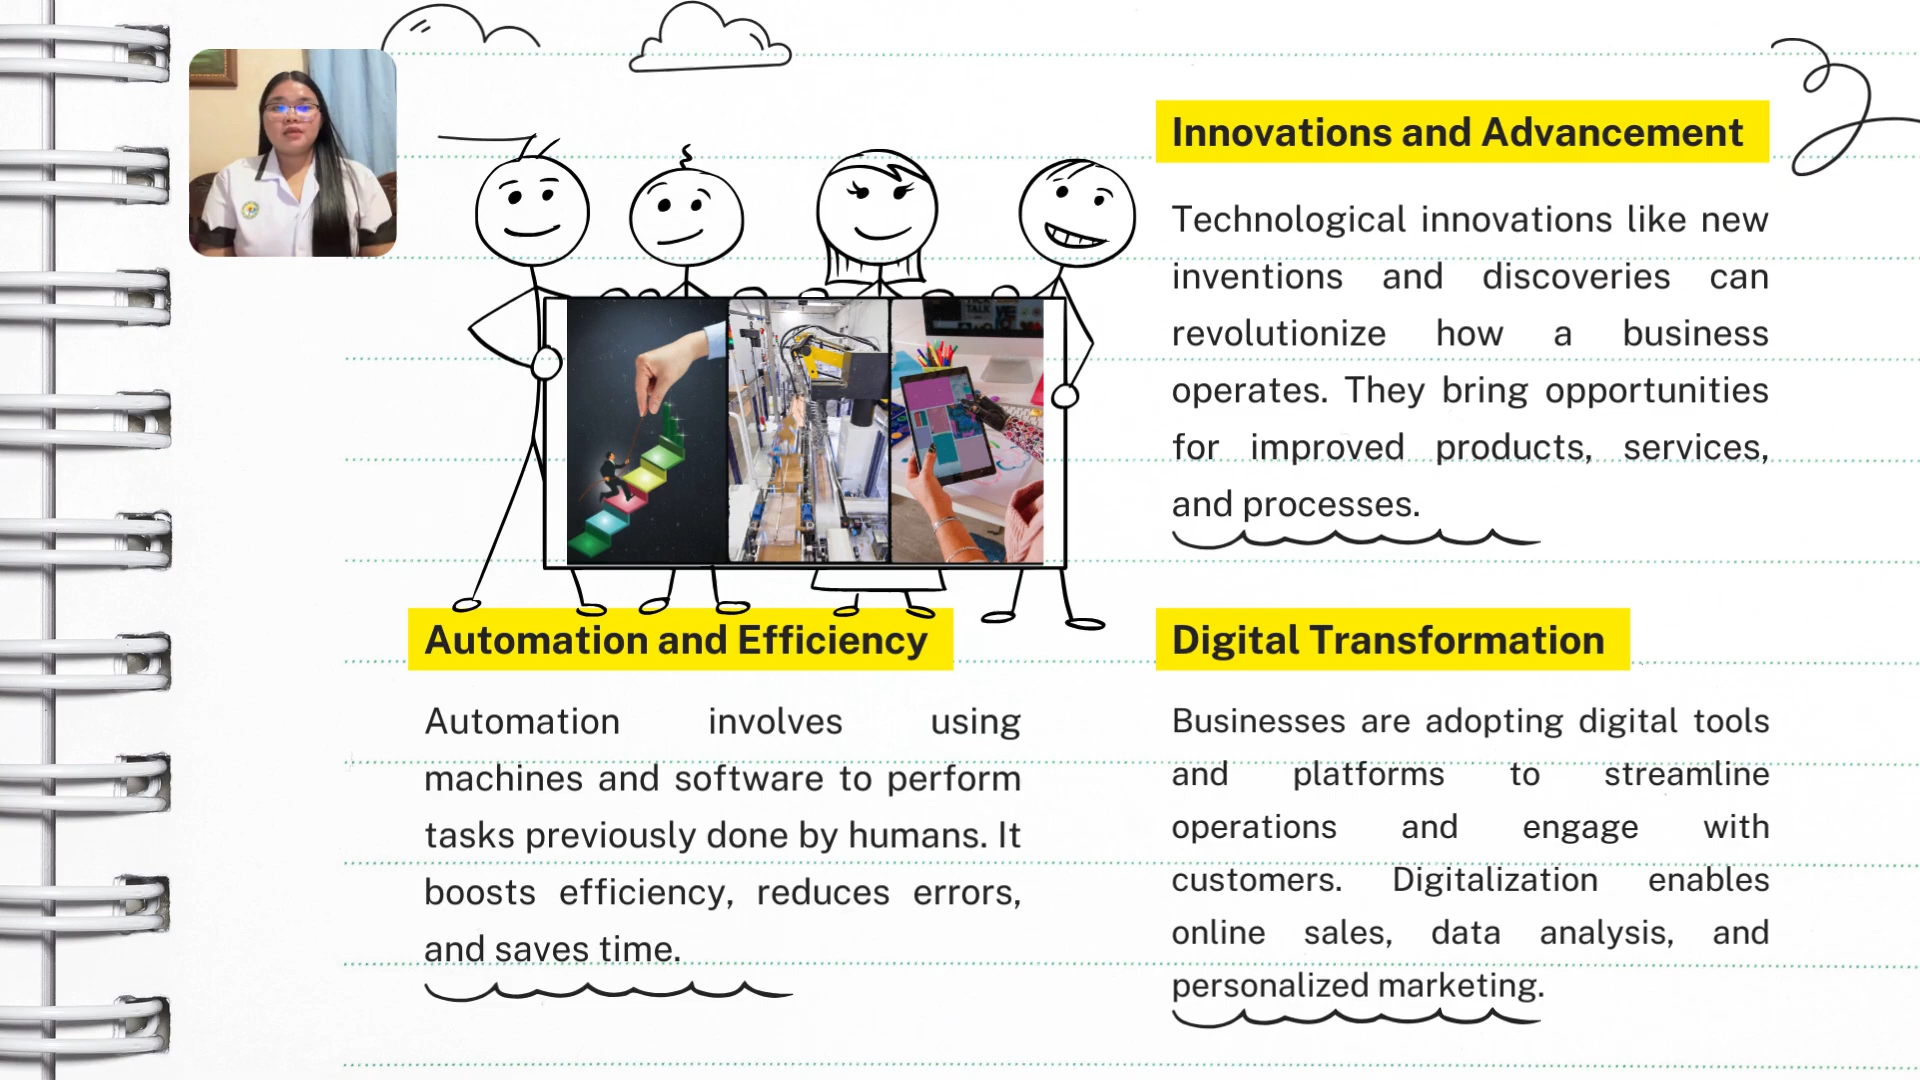 Innovations and Advancement
Technological innovations like new
inventions and discoveries can
revolutionize how a business
operates. They bring opportunities
for improved products, services,
and processes.
Automation and Efficiency
Automation involves using
machines and software to perform
tasks previously done by humans. It
boosts efficiency, reduces errors,
and saves time.
Digital Transformation
Businesses are adopting digital tools
and platforms to streamline
operations and engage with
customers. Digitalization enables
online sales, data analysis, and
personalized marketing.